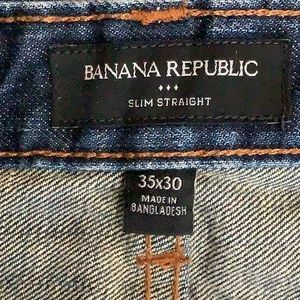 BANANA REPUBLIC
SLIM STRAIGHT
35x30
MADE IN
BANGLADESH